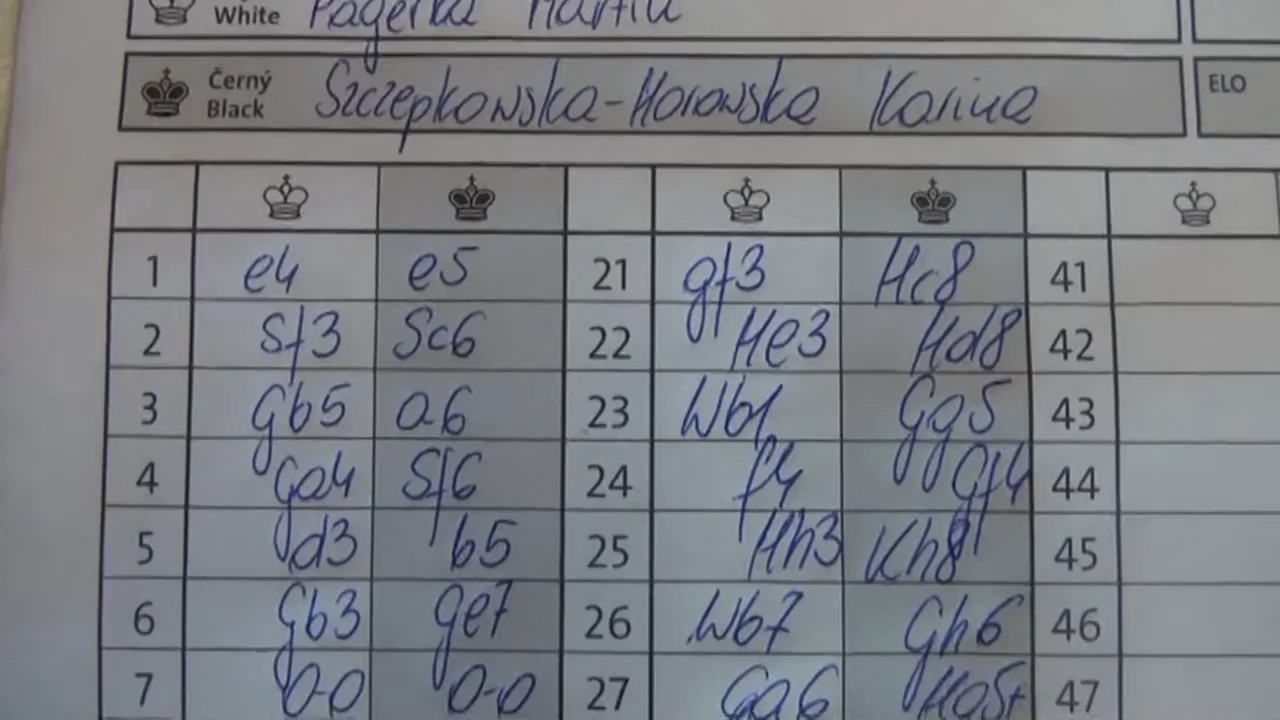 White Pagerka Martin
Černý
Black Szczepkowska-Horowska Karina
ELO
1 e4 e5 21 gf3 Hc8 41
2 Sf3 Sc6 22 He3 Hd8 42
3 Gb5 a6 23 Wb1 Gg5 43
4 Ga4 Sf6 24 f4 Gf4 44
5 d3 b5 25 Hh3 Kh8 45
6 Gb3 Ge7 26 Wb7 Gh6 46
7 0-0 0-0 27 Ga6 Ha5+ 47